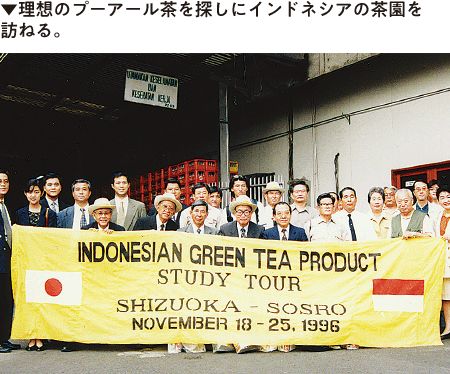 ▼理想のプーアール茶を探しにインドネシアの茶園を
訪ねる。
UTAMAKAN KESELAMATAN
DAN
KESEHATAN KERJA
INDONESIAN GREEN TEA PRODUCT
STUDY TOUR
SHIZUOKA - SOSRO
NOVEMBER 18 - 25, 1996